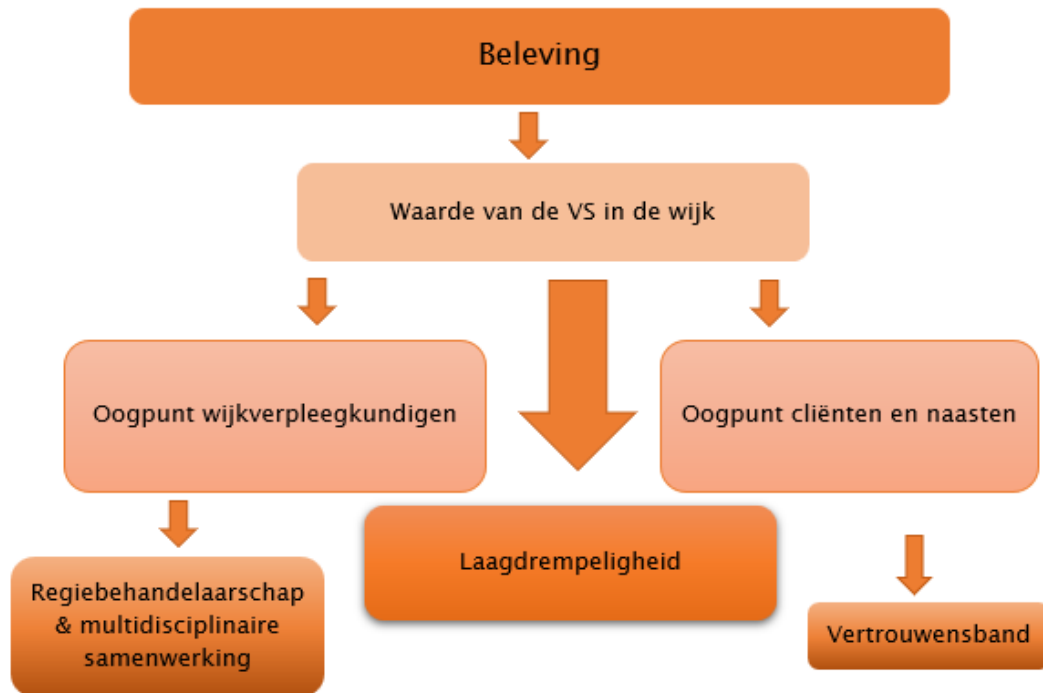 Beleving
Waarde van de VS in de wijk
Oogpunt wijkverpleegkundigen
Oogpunt cliënten en naasten
Laagdrempeligheid
Regiebehandelaarschap
& multidisciplinaire
samenwerking
Vertrouwensband